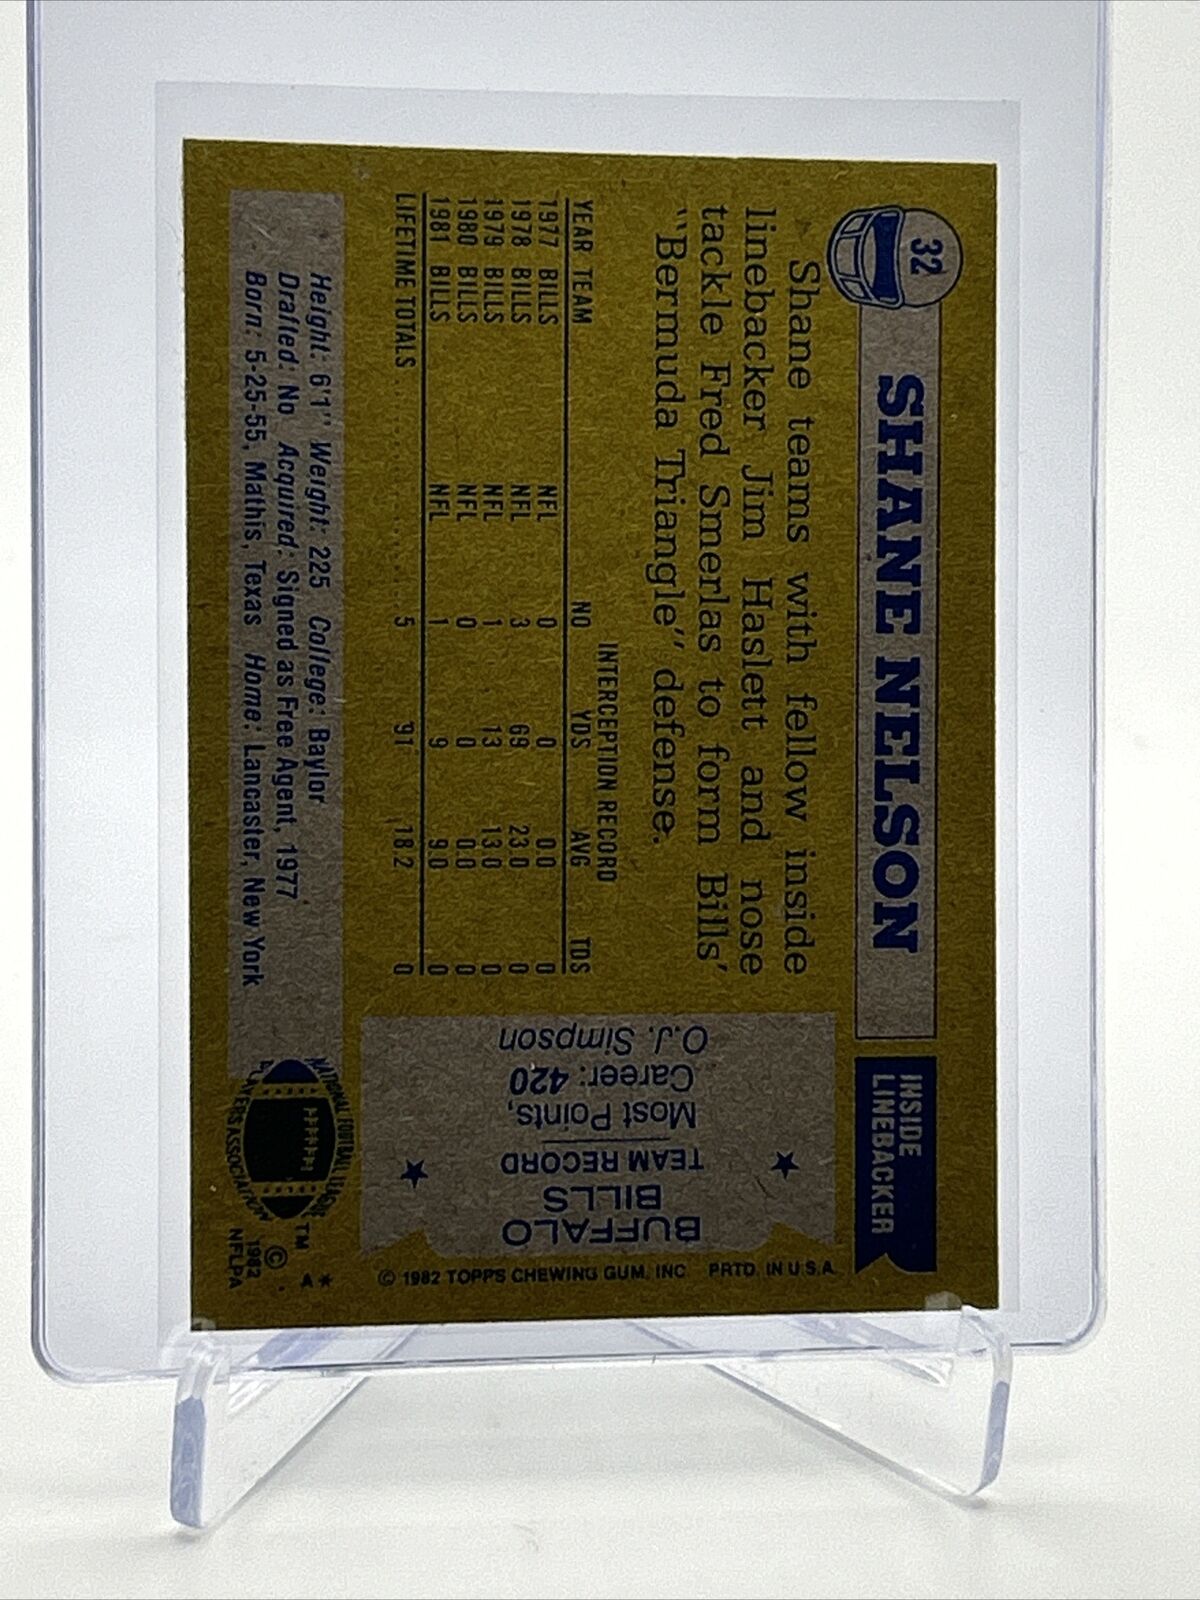 32
SHANE NELSON
INSIDE
LINEBACKER
Shane teams with fellow inside
linebacker Jim Haslett and nose
tackle Fred Smerlas to form Bills'
"Bermuda Triangle" defense.
INTERCEPTION RECORD
YEAR TEAM NO YDS AVG TDS
1977 BILLS NFL 0 0 0.0 0
1978 BILLS NFL 3 69 23.0 0
1979 BILLS NFL 1 13 13.0 0
1980 BILLS NFL 0 0 0.0 0
1981 BILLS NFL 1 9 9.0 0
LIFETIME TOTALS 5 91 18.2 0
Height: 6'1" Weight: 225 College: Baylor
Drafted: No Acquired: Signed as Free Agent, 1977
Born: 5-25-55, Mathis, Texas Home: Lancaster, New York
BUFFALO
BILLS
TEAM RECORD
Most Points,
Career: 420
O.J. Simpson
NATIONAL FOOTBALL LEAGUE
PLAYERS ASSOCIATION
TM
©
1982
NFLPA
A*
© 1982 TOPPS CHEWING GUM, INC. PRTD. IN U.S.A.